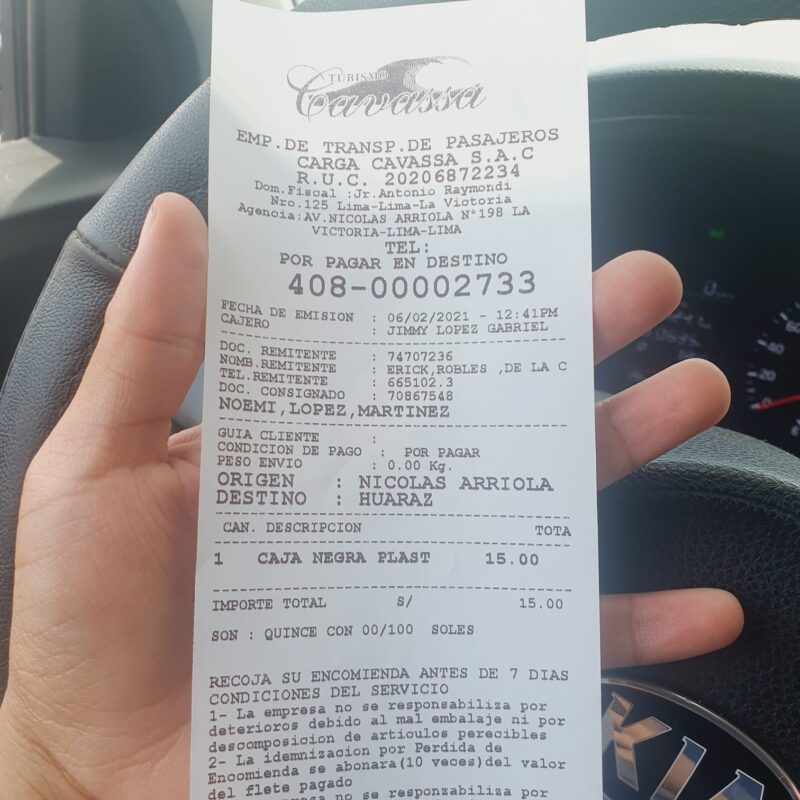 TURISMO
Cavassa
EMP.DE TRANSP.DE PASAJEROS
CARGA CAVASSA S.A.C
R.U.C. 20206872234
Dom.Fiscal :Jr.Antonio Raymondi
Nro.125 Lima-Lima-La Victoria
Agencia:AV.NICOLAS ARRIOLA N°198 LA
VICTORIA-LIMA-LIMA
TEL:
POR PAGAR EN DESTINO
408-00002733
FECHA DE EMISION : 06/02/2021 - 12:41PM
CAJERO : JIMMY LOPEZ GABRIEL
DOC. REMITENTE : 74707236
NOMB.REMITENTE : ERICK,ROBLES ,DE LA C
TEL.REMITENTE : 665102.3
DOC. CONSIGNADO : 70867548
NOEMI,LOPEZ,MARTINEZ
GUIA CLIENTE :
CONDICION DE PAGO : POR PAGAR
PESO ENVIO : 0.00 Kg.
ORIGEN : NICOLAS ARRIOLA
DESTINO : HUARAZ
CAN. DESCRIPCION TOTA
1 CAJA NEGRA PLAST 15.00
IMPORTE TOTAL S/ 15.00
SON : QUINCE CON 00/100 SOLES
RECOJA SU ENCOMIENDA ANTES DE 7 DIAS
CONDICIONES DEL SERVICIO
1- La empresa no se responsabiliza por
deterioros debido al mal embalaje ni por
descomposicion de articulos perecibles
2- La idemnizacion por Perdida de
Encomienda se abonara(10 veces)del valor
del flete pagado
empresa no se responzabiliza por
KIA